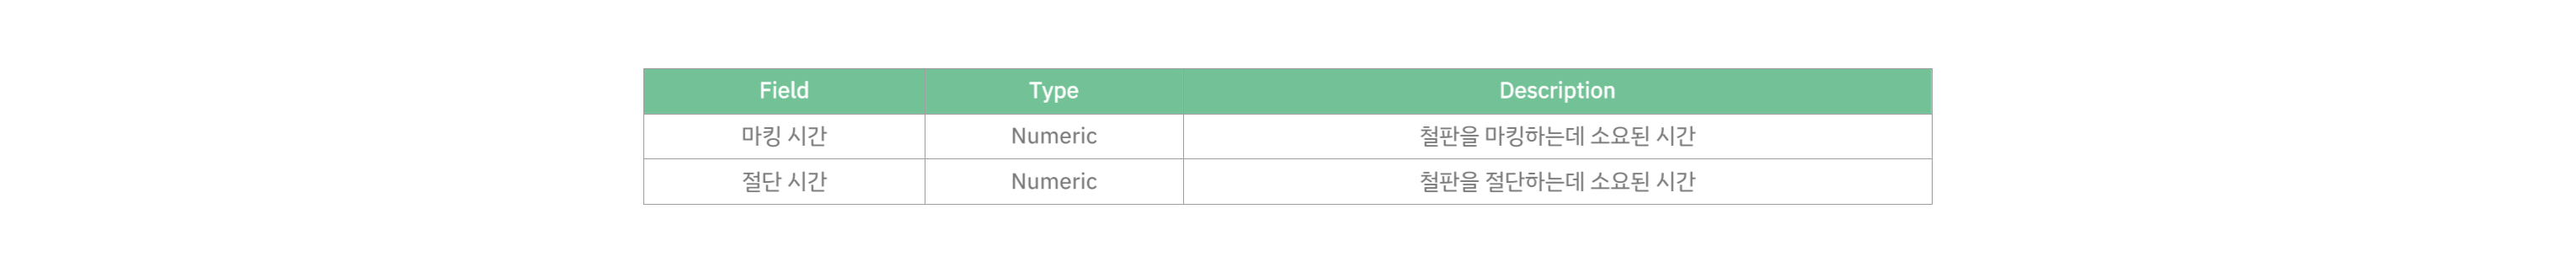 Field Type Description
마킹 시간 Numeric 철판을 마킹하는데 소요된 시간
절단 시간 Numeric 철판을 절단하는데 소요된 시간